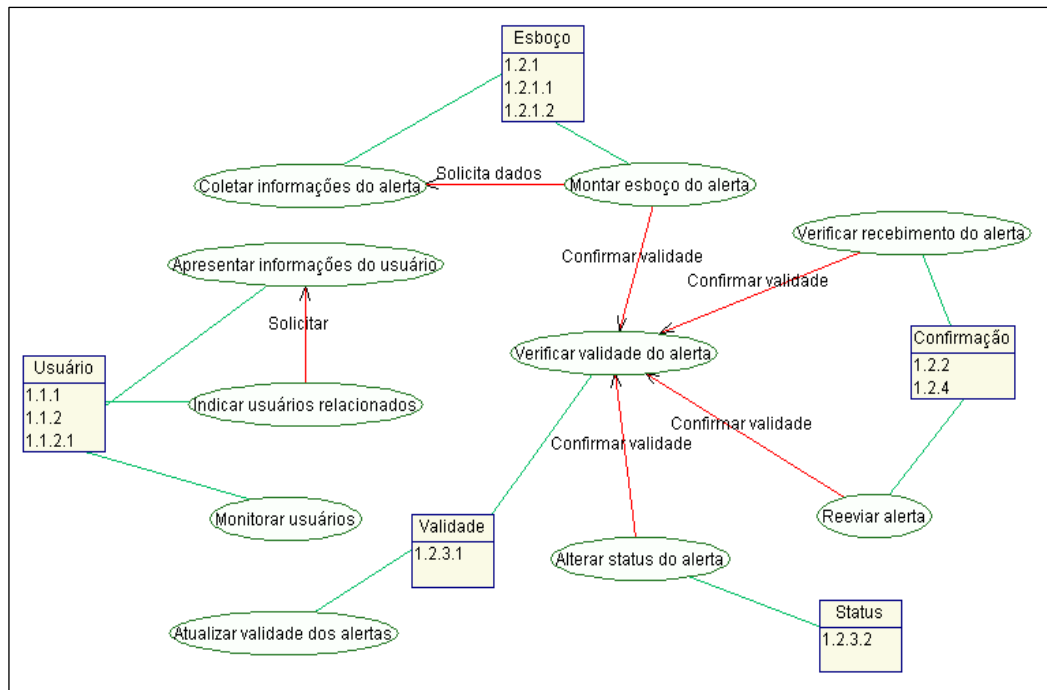 Esboço
1.2.1
1.2.1.1
1.2.1.2
Solicita dados
Coletar informações do alerta
Montar esboço do alerta
Verificar recebimento do alerta
Confirmar validade
Apresentar informações do usuário
Confirmar validade
Solicitar
Confirmação
1.2.2
1.2.4
Verificar validade do alerta
Usuário
1.1.1
1.1.2
1.1.2.1
Indicar usuários relacionados
Confirmar validade
Confirmar validade
Monitorar usuários
Reeviar alerta
Validade
1.2.3.1
Alterar status do alerta
Status
1.2.3.2
Atualizar validade dos alertas